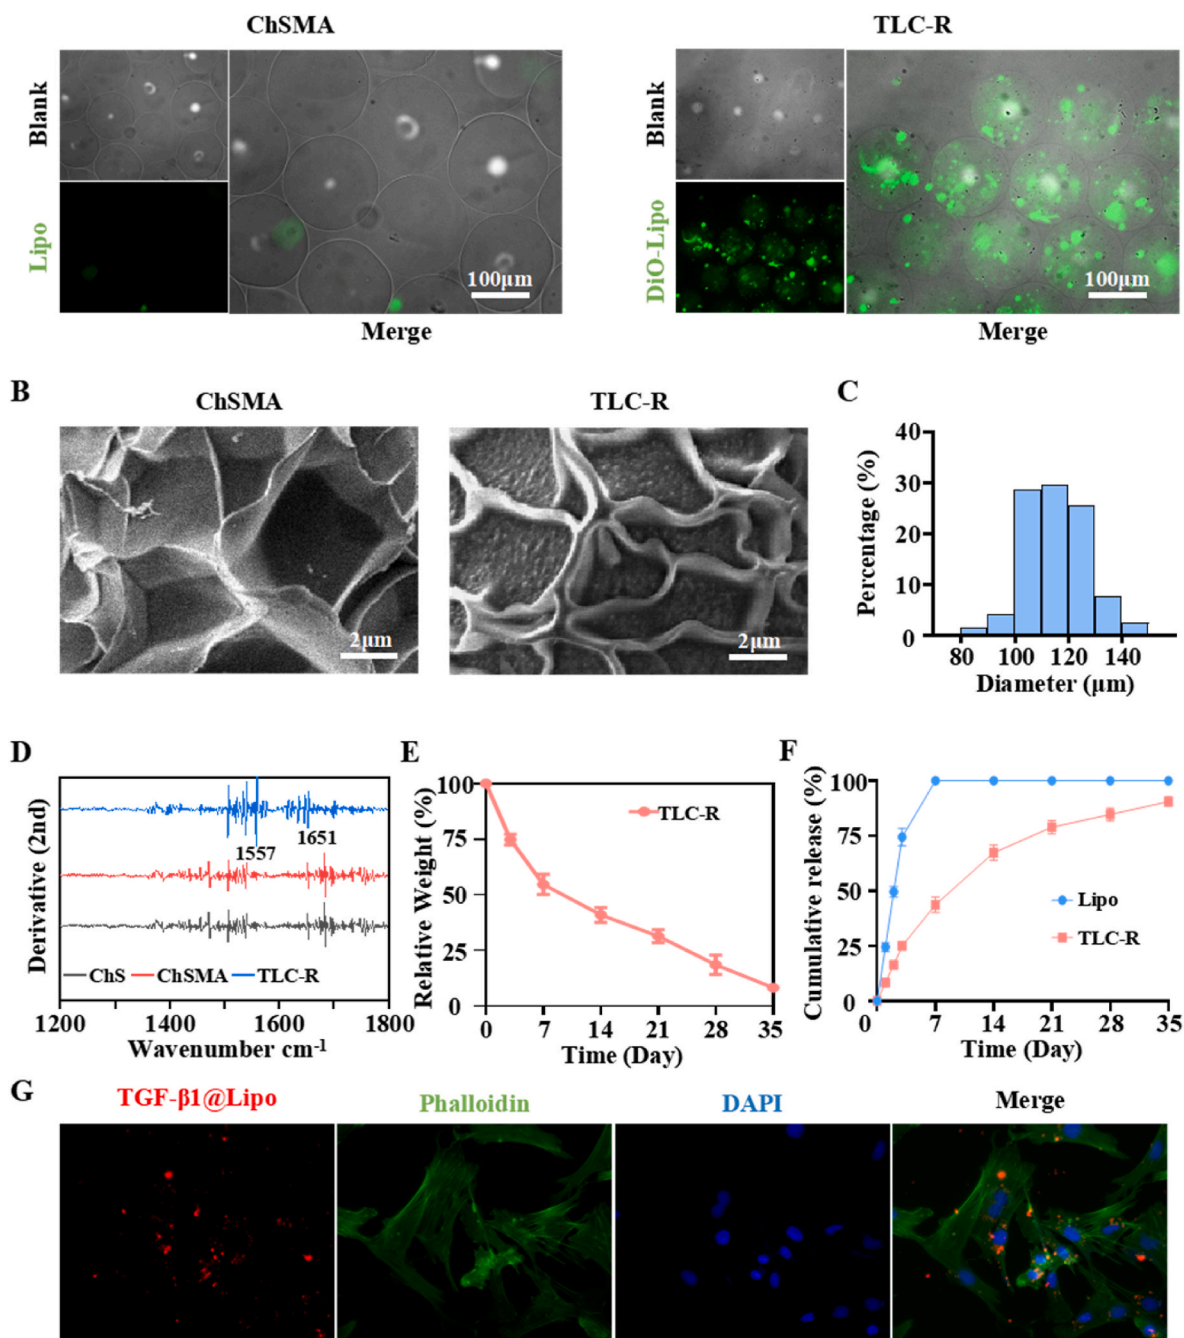 ChSMA
TLC-R
Blank
Lipo
100μm
Merge
Blank
DiO-Lipo
100μm
Merge
B
ChSMA
TLC-R
2μm
2μm
C
Percentage (%)
40
30
20
10
0
80 100 120 140
Diameter (μm)
D
Derivative (2nd)
1557
1651
ChS ChSMA TLC-R
1200 1400 1600 1800
Wavenumber cm⁻¹
E
Relative Weight (%)
100
75
50
25
0
TLC-R
0 7 14 21 28 35
Time (Day)
F
Cumulative release (%)
100
75
50
25
0
Lipo
TLC-R
0 7 14 21 28 35
Time (Day)
G
TGF-β1@Lipo
Phalloidin
DAPI
Merge